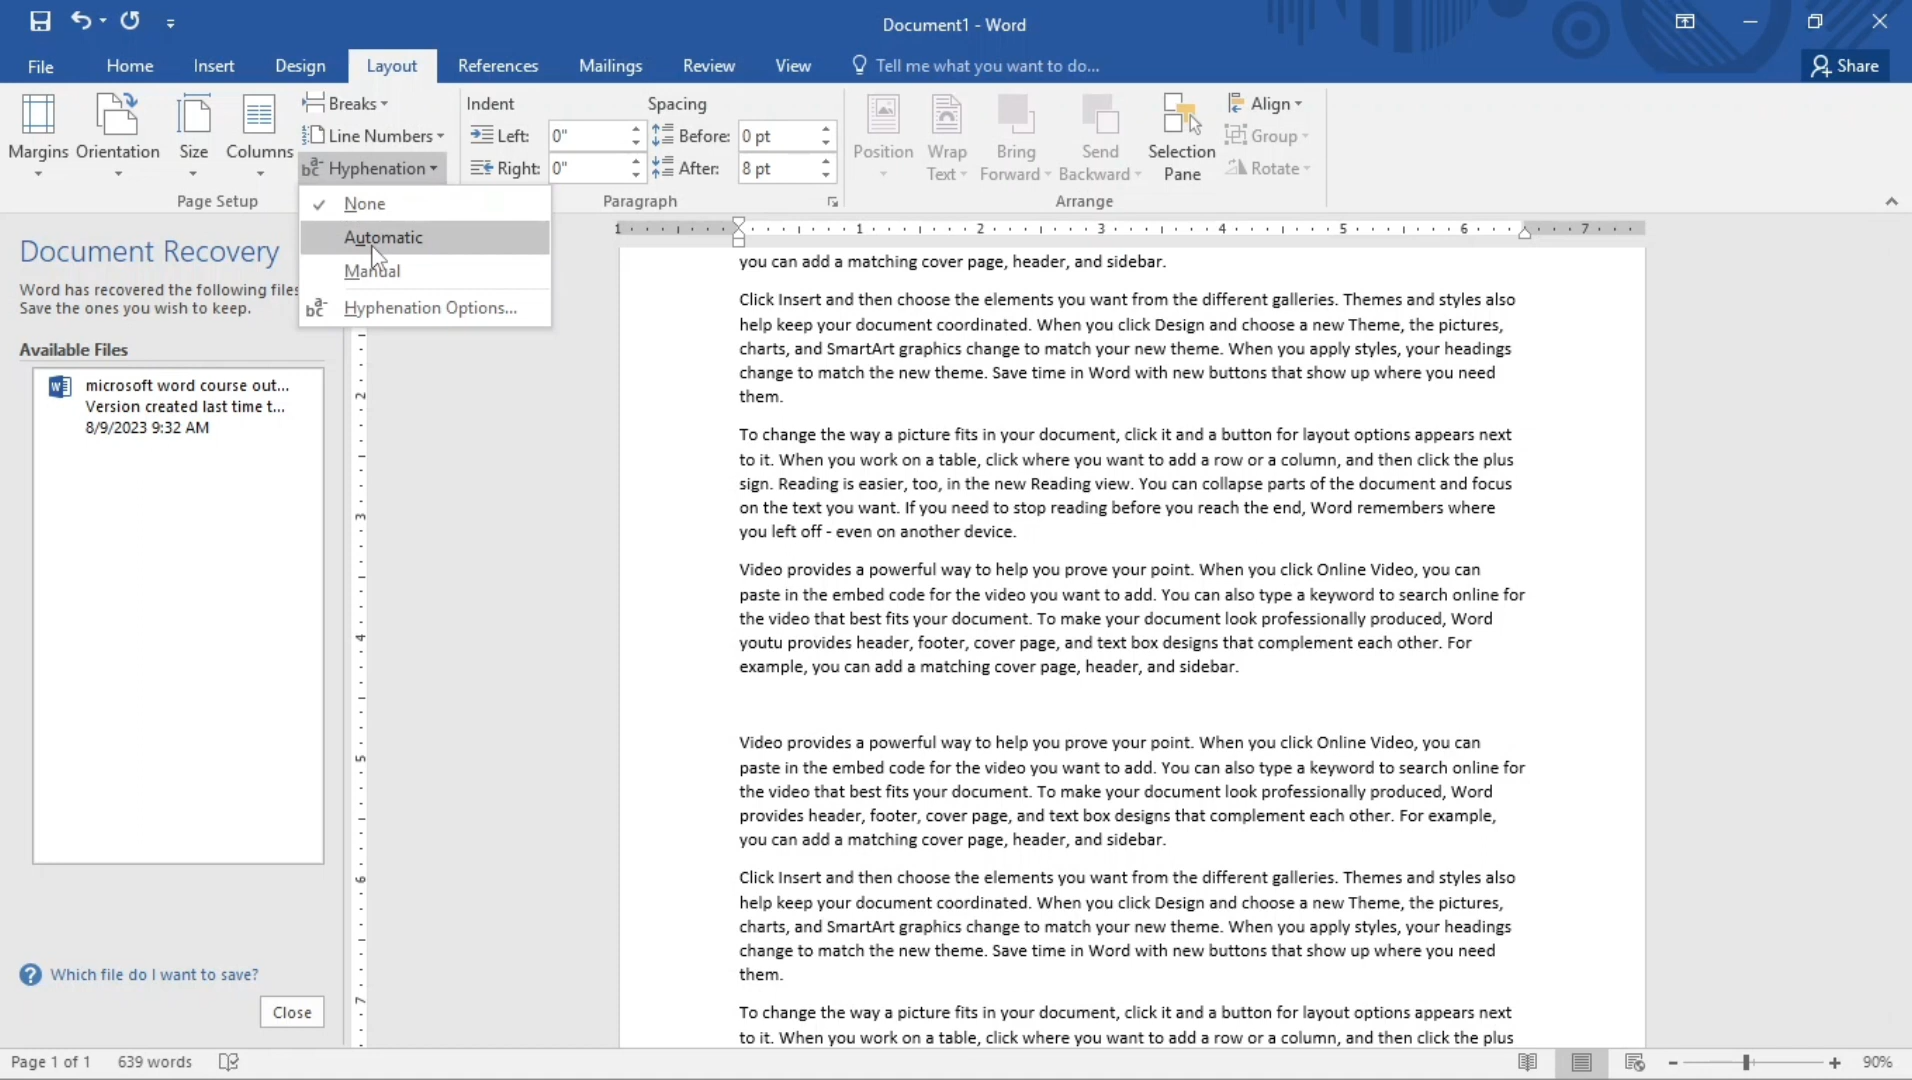 Document1 - Word
File Home Insert Design Layout References Mailings Review View Tell me what you want to do... Share
Margins Orientation Size Columns
Breaks
Line Numbers
Hyphenation
Page Setup
Indent Spacing
Left: 0" Before: 0 pt
Right: 0" After: 8 pt
Paragraph
Position Wrap Text Bring Forward Send Backward Selection Pane
Align
Group
Rotate
Arrange
None
Automatic
Manual
Hyphenation Options...
Document Recovery
Word has recovered the following files
Save the ones you wish to keep.
Available Files
microsoft word course out...
Version created last time t...
8/9/2023 9:32 AM
Which file do I want to save?
Close
1 1 2 3 4 5 6 7
2
3
4
5
6
7
you can add a matching cover page, header, and sidebar.
Click Insert and then choose the elements you want from the different galleries. Themes and styles also
help keep your document coordinated. When you click Design and choose a new Theme, the pictures,
charts, and SmartArt graphics change to match your new theme. When you apply styles, your headings
change to match the new theme. Save time in Word with new buttons that show up where you need
them.
To change the way a picture fits in your document, click it and a button for layout options appears next
to it. When you work on a table, click where you want to add a row or a column, and then click the plus
sign. Reading is easier, too, in the new Reading view. You can collapse parts of the document and focus
on the text you want. If you need to stop reading before you reach the end, Word remembers where
you left off - even on another device.
Video provides a powerful way to help you prove your point. When you click Online Video, you can
paste in the embed code for the video you want to add. You can also type a keyword to search online for
the video that best fits your document. To make your document look professionally produced, Word
youtu provides header, footer, cover page, and text box designs that complement each other. For
example, you can add a matching cover page, header, and sidebar.
Video provides a powerful way to help you prove your point. When you click Online Video, you can
paste in the embed code for the video you want to add. You can also type a keyword to search online for
the video that best fits your document. To make your document look professionally produced, Word
provides header, footer, cover page, and text box designs that complement each other. For example,
you can add a matching cover page, header, and sidebar.
Click Insert and then choose the elements you want from the different galleries. Themes and styles also
help keep your document coordinated. When you click Design and choose a new Theme, the pictures,
charts, and SmartArt graphics change to match your new theme. When you apply styles, your headings
change to match the new theme. Save time in Word with new buttons that show up where you need
them.
To change the way a picture fits in your document, click it and a button for layout options appears next
to it. When you work on a table, click where you want to add a row or a column, and then click the plus
Page 1 of 1 639 words 90%